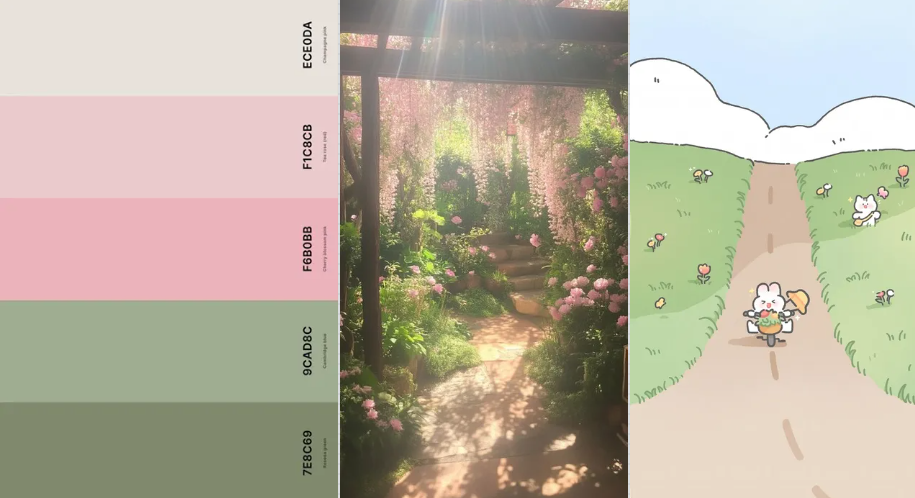 ECE0DA
Champagne pink
F1C8CB
Tea rose (red)
F6B0BB
Cherry blossom pink
9CAD8C
Cambridge blue
7E8C69
Reseda green